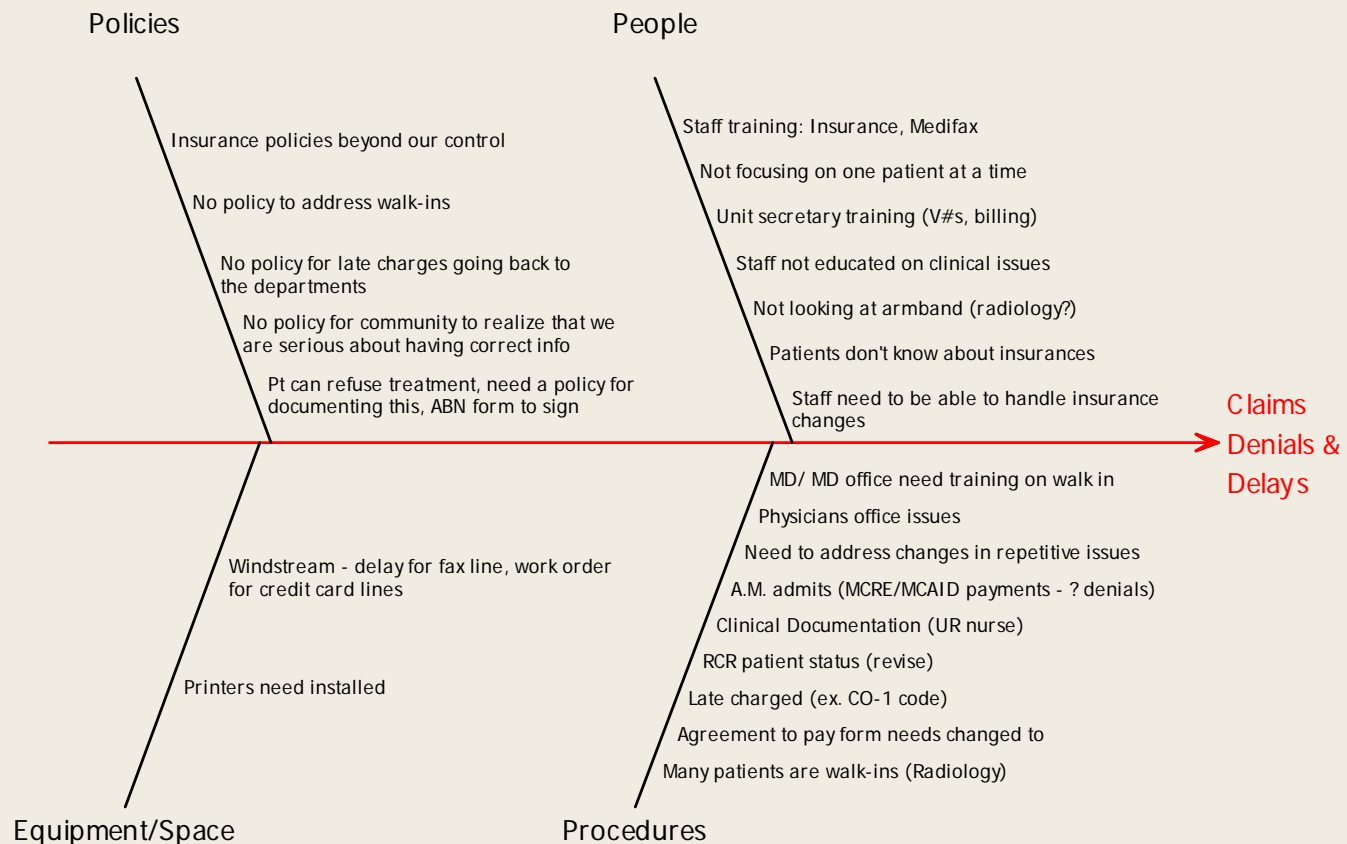 Policies
Insurance policies beyond our control
No policy to address walk-ins
No policy for late charges going back to
the departments
No policy for community to realize that we
are serious about having correct info
Pt can refuse treatment, need a policy for
documenting this, ABN form to sign
People
Staff training: Insurance, Medifax
Not focusing on one patient at a time
Unit secretary training (V#s, billing)
Staff not educated on clinical issues
Not looking at armband (radiology?)
Patients don't know about insurances
Staff need to be able to handle insurance
changes
Claims
Denials &
Delays
Windstream - delay for fax line, work order
for credit card lines
Printers need installed
Equipment/Space
MD/ MD office need training on walk in
Physicians office issues
Need to address changes in repetitive issues
A.M. admits (MCRE/MCAID payments - ? denials)
Clinical Documentation (UR nurse)
RCR patient status (revise)
Late charged (ex. CO-1 code)
Agreement to pay form needs changed to
Many patients are walk-ins (Radiology)
Procedures